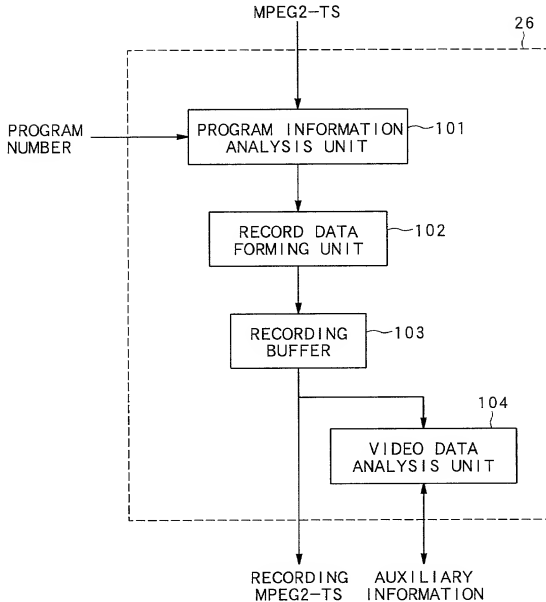 MPEG2-TS
26
PROGRAM
NUMBER
PROGRAM INFORMATION
ANALYSIS UNIT
101
RECORD DATA
FORMING UNIT
102
RECORDING
BUFFER
103
104
VIDEO DATA
ANALYSIS UNIT
RECORDING
MPEG2-TS
AUXILIARY
INFORMATION